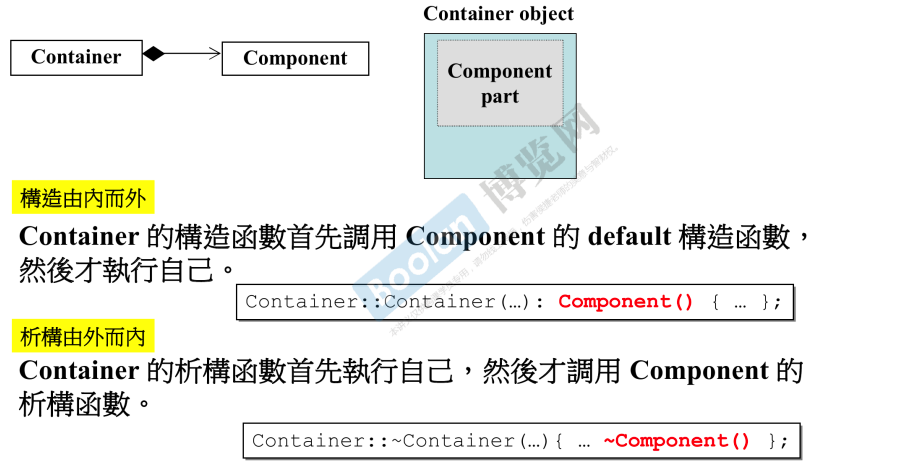 Container object
Container
Component
Component
part
構造由內而外
Container 的構造函數首先調用 Component 的 default 構造函數，
然後才執行自己。
Container::Container(…): Component() { … };
析構由外而內
Container 的析構函數首先執行自己，然後才調用 Component 的
析構函數。
Container::~Container(…){ … ~Component() };
Boolan 博览网